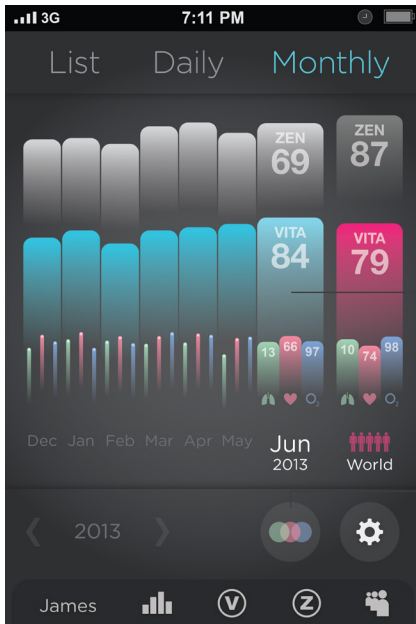 3G 7:11 PM
List Daily Monthly
ZEN
69
ZEN
87
VITA
84
VITA
79
13 66 97
10 74 98
O2
O2
Dec Jan Feb Mar Apr May Jun
2013
World
2013
James V Z